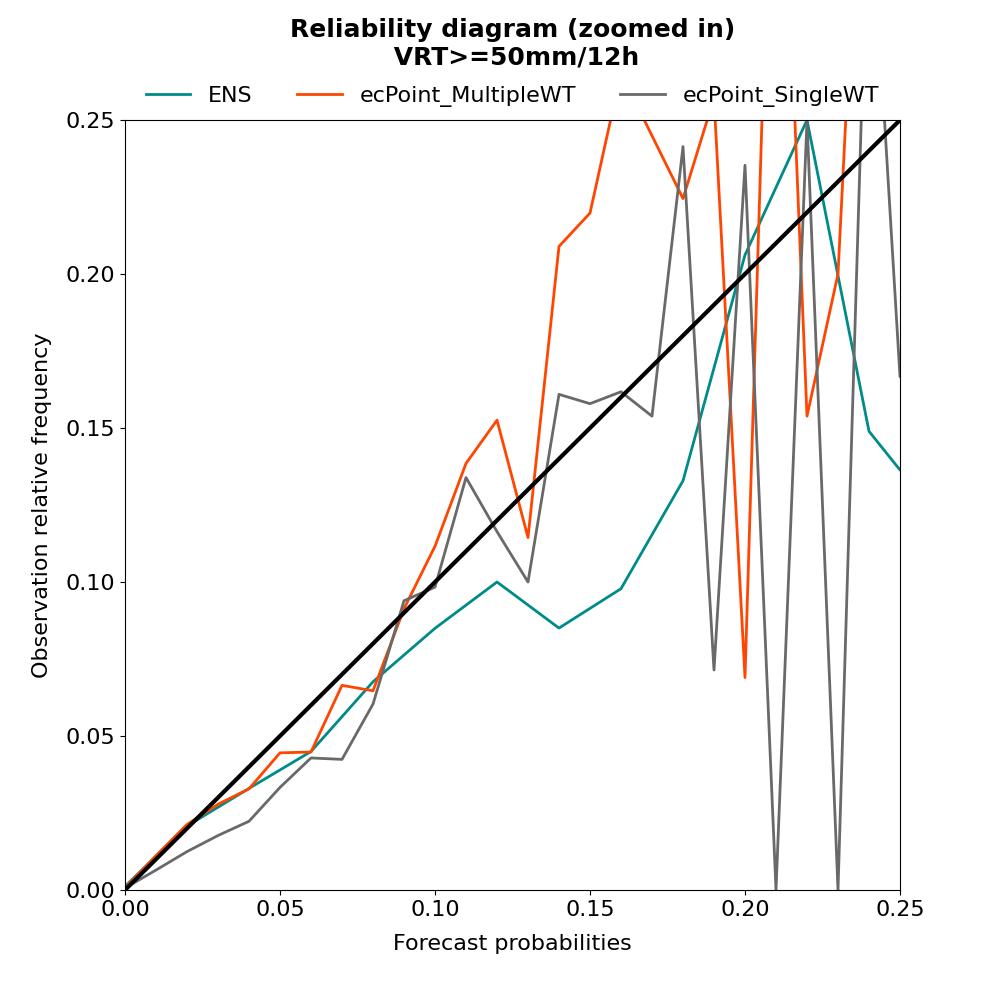 Reliability diagram (zoomed in)
VRT>=50mm/12h
ENS ecPoint_MultipleWT ecPoint_SingleWT
0.25
0.20
0.15
0.10
0.05
0.00
Observation relative frequency
0.00 0.05 0.10 0.15 0.20 0.25
Forecast probabilities